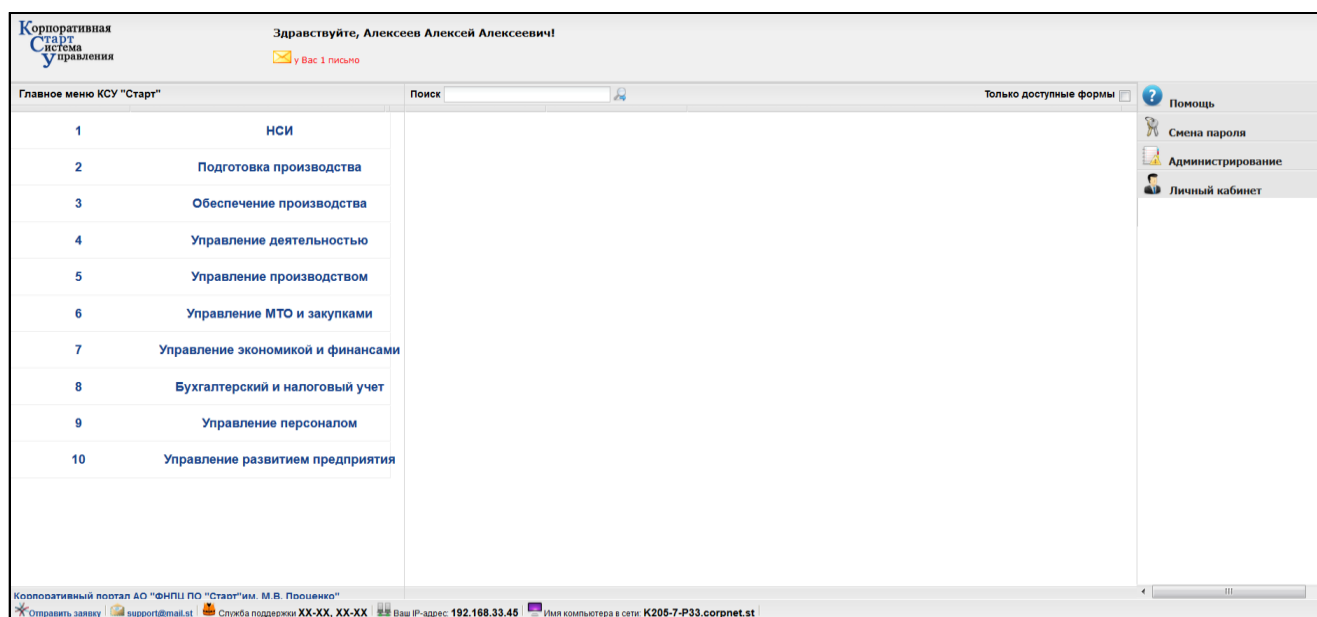 Корпоративная
Старт
Система
Управления
Здравствуйте, Алексеев Алексей Алексеевич!
у Вас 1 письмо
Главное меню КСУ "Старт"
Поиск
Только доступные формы
Помощь
Смена пароля
Администрирование
Личный кабинет
1 НСИ
2 Подготовка производства
3 Обеспечение производства
4 Управление деятельностью
5 Управление производством
6 Управление МТО и закупками
7 Управление экономикой и финансами
8 Бухгалтерский и налоговый учет
9 Управление персоналом
10 Управление развитием предприятия
Корпоративный портал АО "ФНПЦ ПО "Старт"им. М.В. Проценко"
Отправить заявку support@mail.st Служба поддержки XX-XX, XX-XX Ваш IP-адрес: 192.168.33.45 Имя компьютера в сети: K205-7-P33.corpnet.st